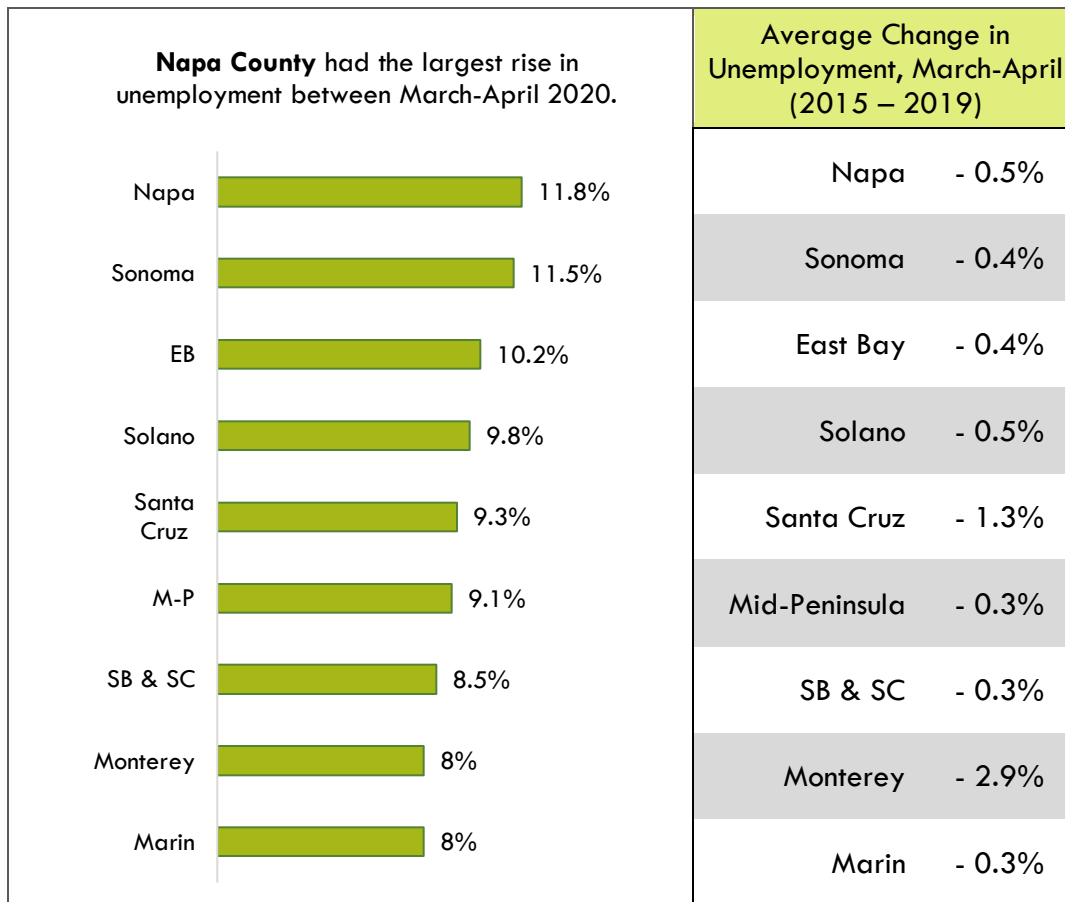 Napa County had the largest rise in
unemployment between March-April 2020.
Napa 11.8%
Sonoma 11.5%
EB 10.2%
Solano 9.8%
Santa
Cruz 9.3%
M-P 9.1%
SB & SC 8.5%
Monterey 8%
Marin 8%
Average Change in
Unemployment, March-April
(2015 – 2019)
Napa - 0.5%
Sonoma - 0.4%
East Bay - 0.4%
Solano - 0.5%
Santa Cruz - 1.3%
Mid-Peninsula - 0.3%
SB & SC - 0.3%
Monterey - 2.9%
Marin - 0.3%